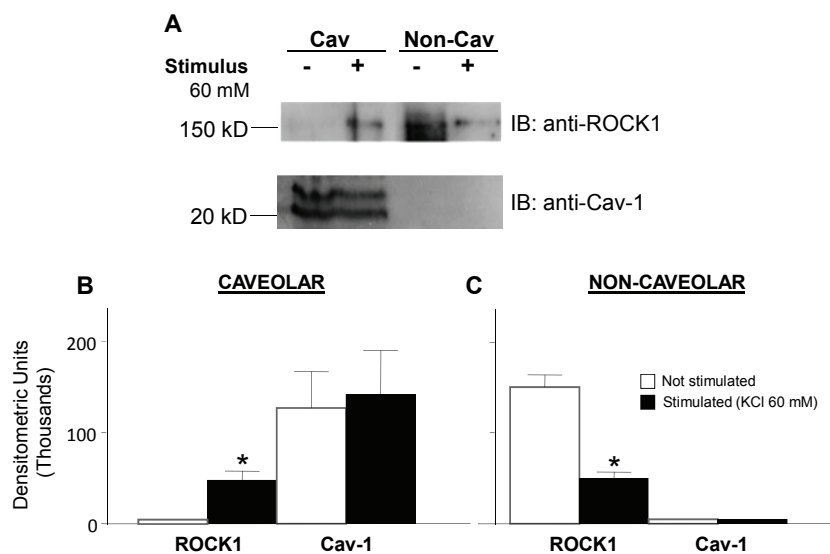 A
Cav Non-Cav
Stimulus - + - +
60 mM
150 kD IB: anti-ROCK1
20 kD IB: anti-Cav-1
B CAVEOLAR
C NON-CAVEOLAR
Densitometric Units
(Thousands)
200
100
0
* 
ROCK1 Cav-1
Not stimulated
Stimulated (KCl 60 mM)
*
ROCK1 Cav-1